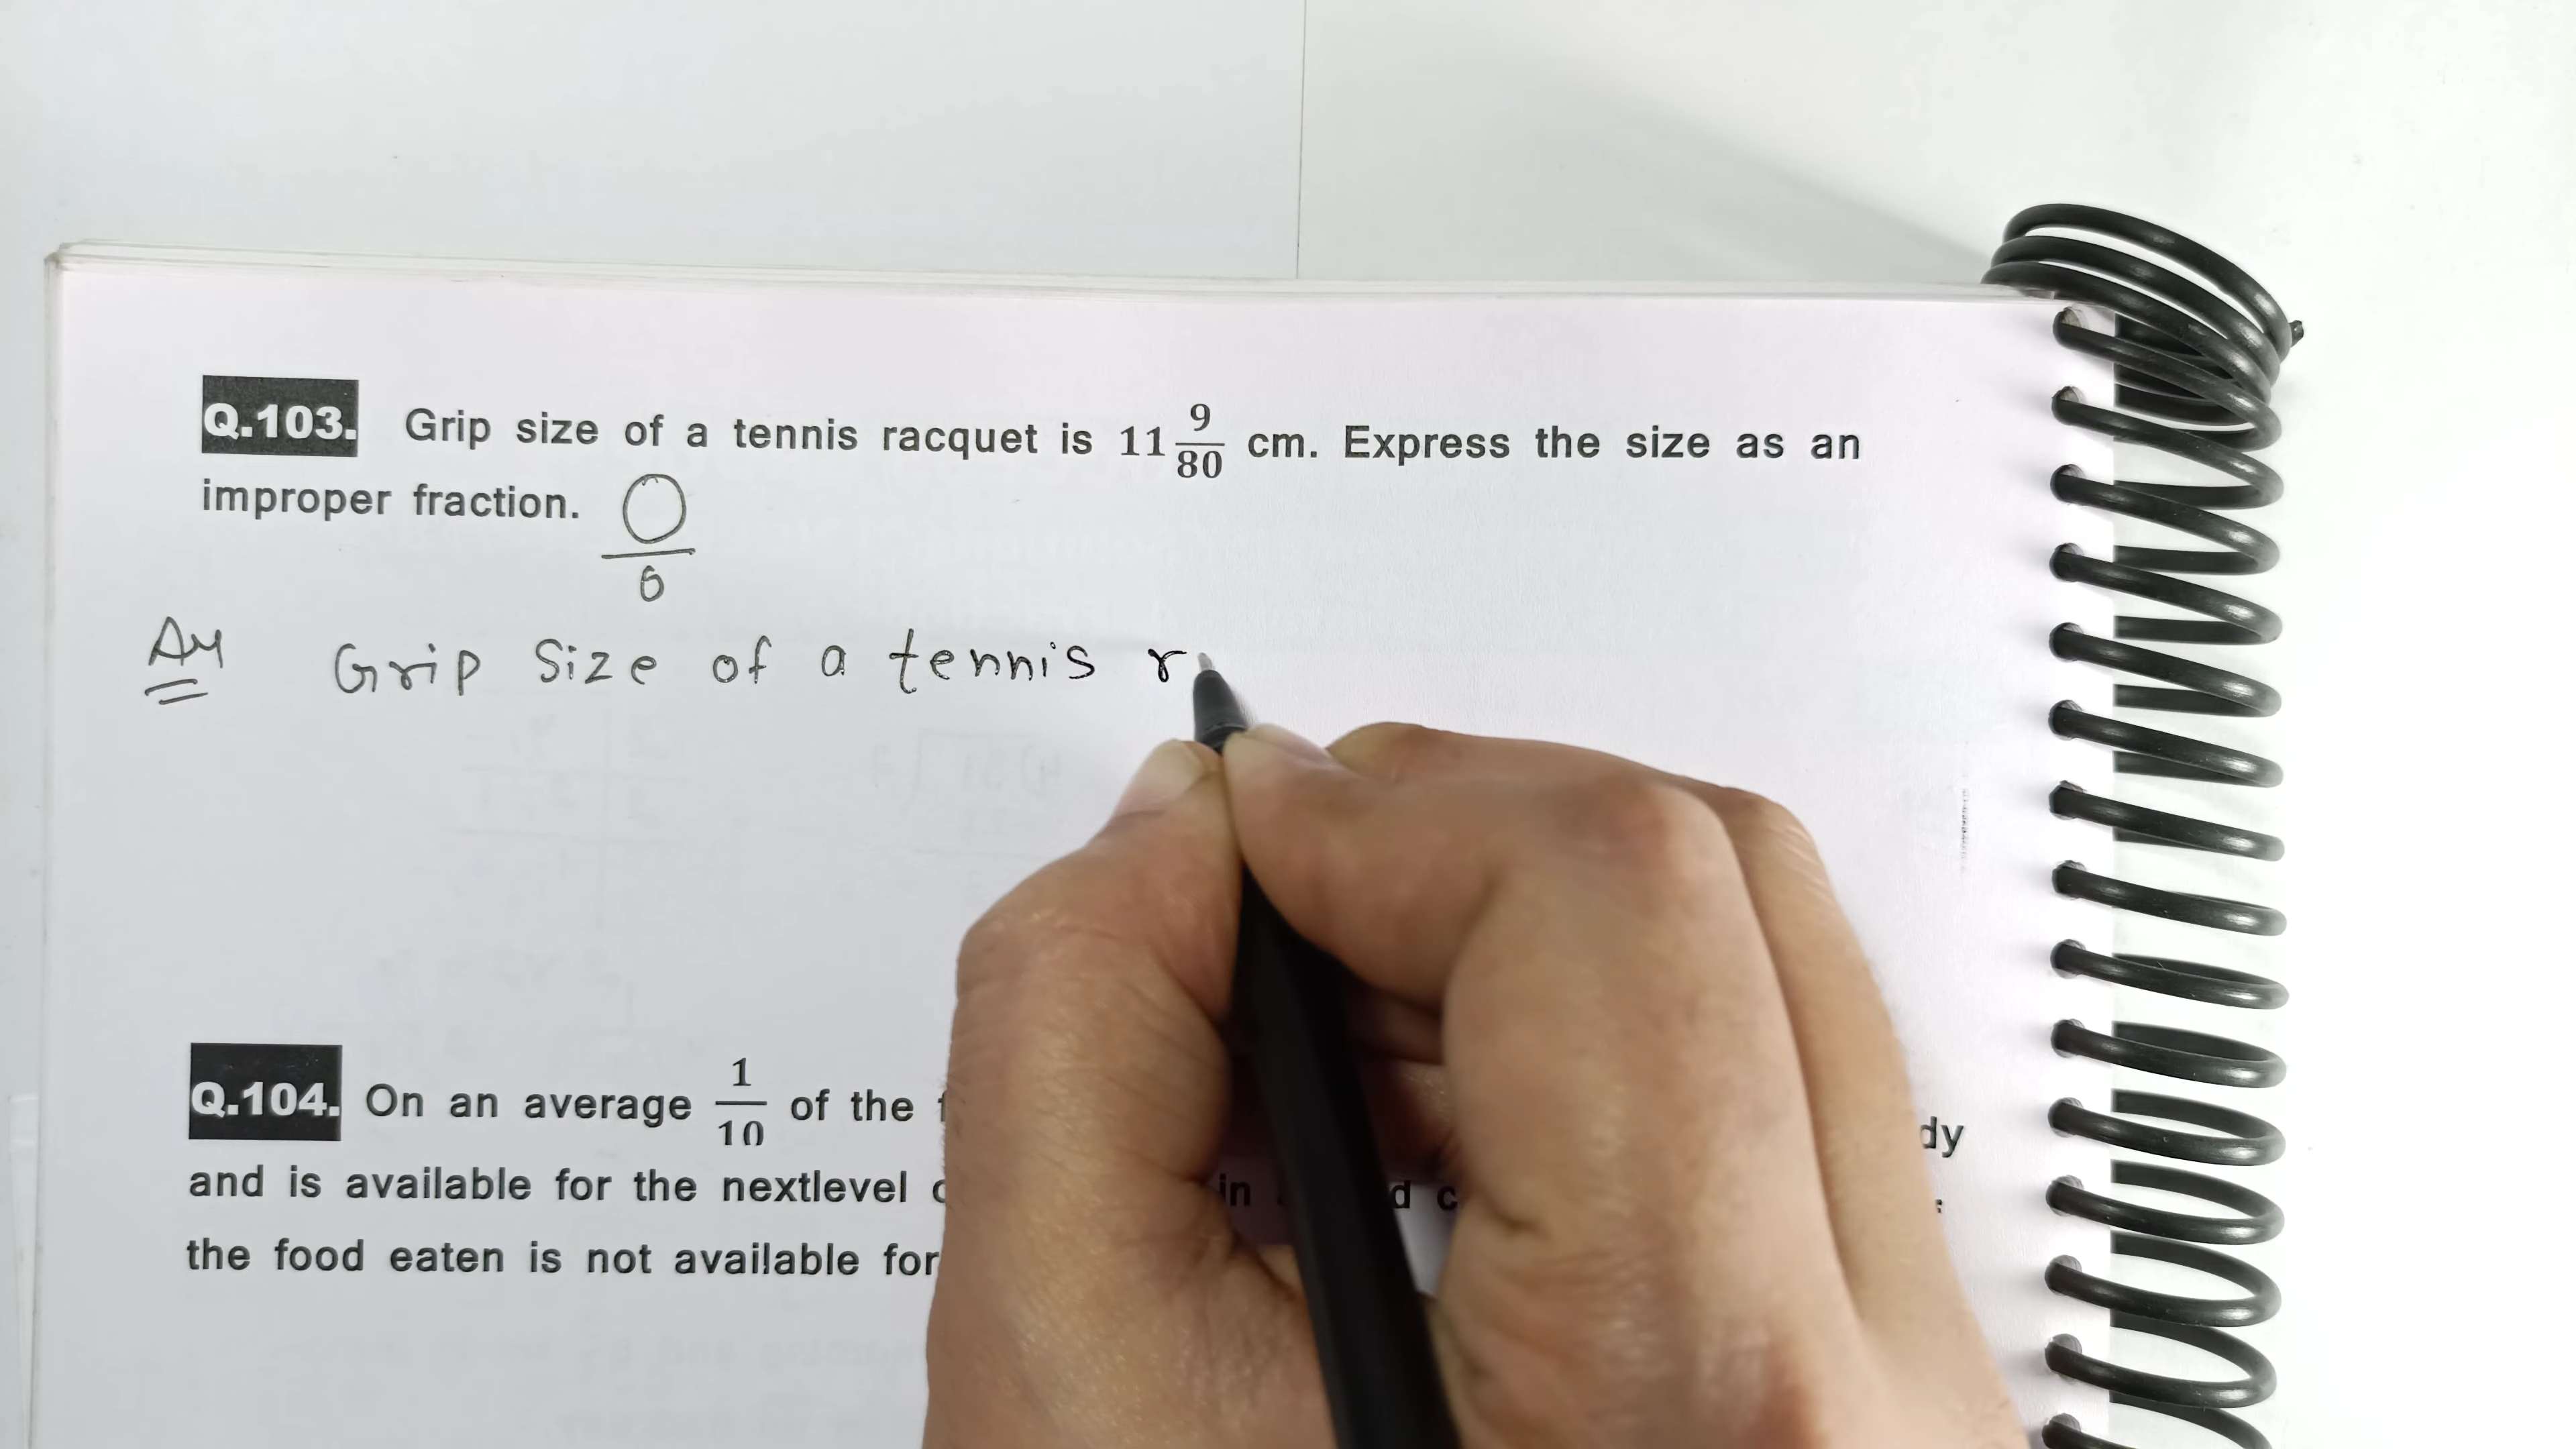 Q.103. Grip size of a tennis racquet is 11 9/80 cm. Express the size as an
improper fraction. O/o
Grip Size of a tennis r
Q.104. On an average 1/10 of the dy
and is available for the nextlevel in d
the food eaten is not available for